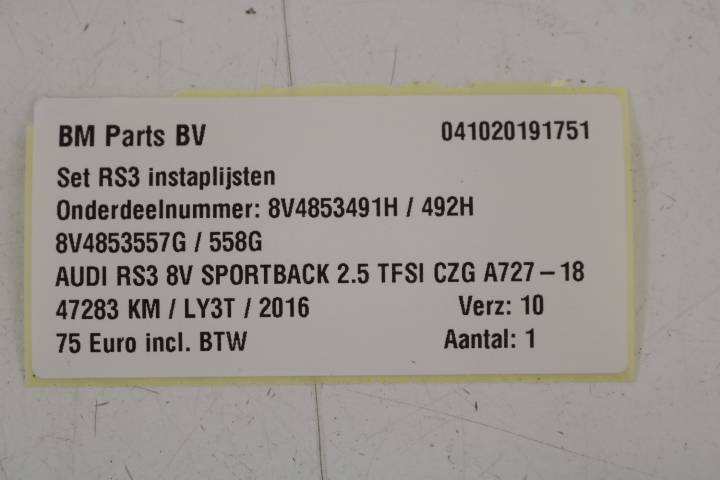 BM Parts BV 041020191751
Set RS3 instaplijsten
Onderdeelnummer: 8V4853491H / 492H
8V4853557G / 558G
AUDI RS3 8V SPORTBACK 2.5 TFSI CZG A727 – 18
47283 KM / LY3T / 2016 Verz: 10
75 Euro incl. BTW Aantal: 1